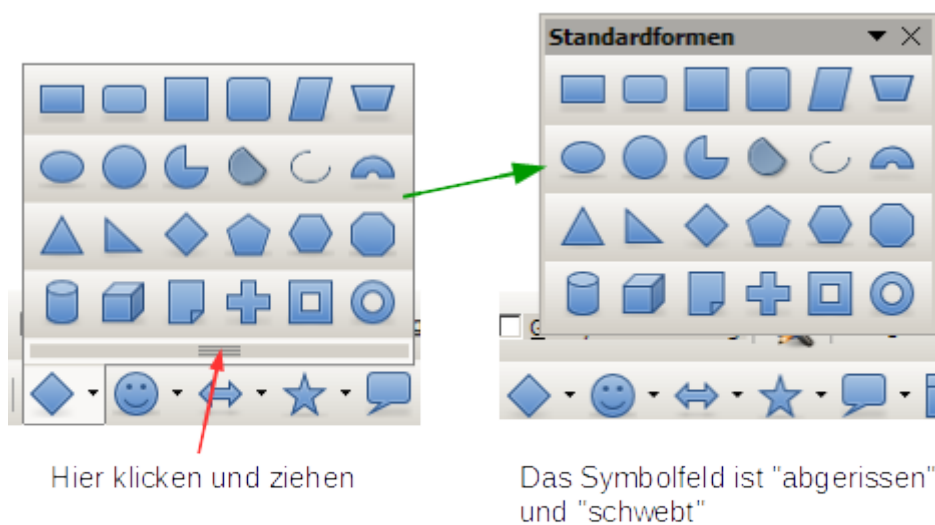 Standardformen
Hier klicken und ziehen
Das Symbolfeld ist "abgerissen"
und "schwebt"